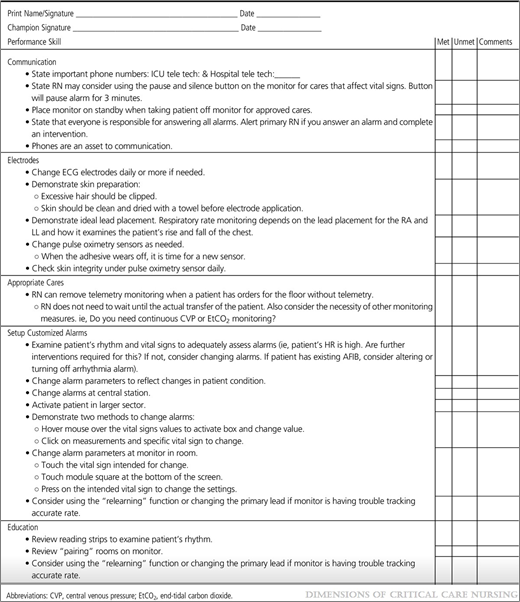 Print Name/Signature ______________________ Date ______________
Champion Signature ______________________ Date ______________
Performance Skill Met Unmet Comments
Communication
• State important phone numbers: ICU tele tech: & Hospital tele tech:______
• State RN may consider using the pause and silence button on the monitor for cares that affect vital signs. Button
will pause alarm for 3 minutes.
• Place monitor on standby when taking patient off monitor for approved cares.
• State that everyone is responsible for answering all alarms. Alert primary RN if you answer an alarm and complete
an intervention.
• Phones are an asset to communication.
Electrodes
• Change ECG electrodes daily or more if needed.
• Demonstrate skin preparation:
○ Excessive hair should be clipped.
○ Skin should be clean and dried with a towel before electrode application.
• Demonstrate ideal lead placement. Respiratory rate monitoring depends on the lead placement for the RA and
LL and how it examines the patient's rise and fall of the chest.
• Change pulse oximetry sensors as needed.
○ When the adhesive wears off, it is time for a new sensor.
• Check skin integrity under pulse oximetry sensor daily.
Appropriate Cares
• RN can remove telemetry monitoring when a patient has orders for the floor without telemetry.
○ RN does not need to wait until the actual transfer of the patient. Also consider the necessity of other monitoring
measures. ie, Do you need continuous CVP or EtCO2 monitoring?
Setup Customized Alarms
• Examine patient's rhythm and vital signs to adequately assess alarms (ie, patient's HR is high. Are further
interventions required for this? If not, consider changing alarms. If patient has existing AFIB, consider altering or
turning off arrhythmia alarm).
• Change alarm parameters to reflect changes in patient condition.
• Change alarms at central station.
• Activate patient in larger sector.
• Demonstrate two methods to change alarms:
○ Hover mouse over the vital signs values to activate box and change value.
○ Click on measurements and specific vital sign to change.
• Change alarm parameters at monitor in room.
○ Touch the vital sign intended for change.
○ Touch module square at the bottom of the screen.
○ Press on the intended vital sign to change the settings.
• Consider using the "relearning" function or changing the primary lead if monitor is having trouble tracking
accurate rate.
Education
• Review reading strips to examine patient's rhythm.
• Review "pairing" rooms on monitor.
• Consider using the "relearning" function or changing the primary lead if monitor is having trouble tracking
accurate rate.
Abbreviations: CVP, central venous pressure; EtCO2, end-tidal carbon dioxide.
DIMENSIONS OF CRITICAL CARE NURSING